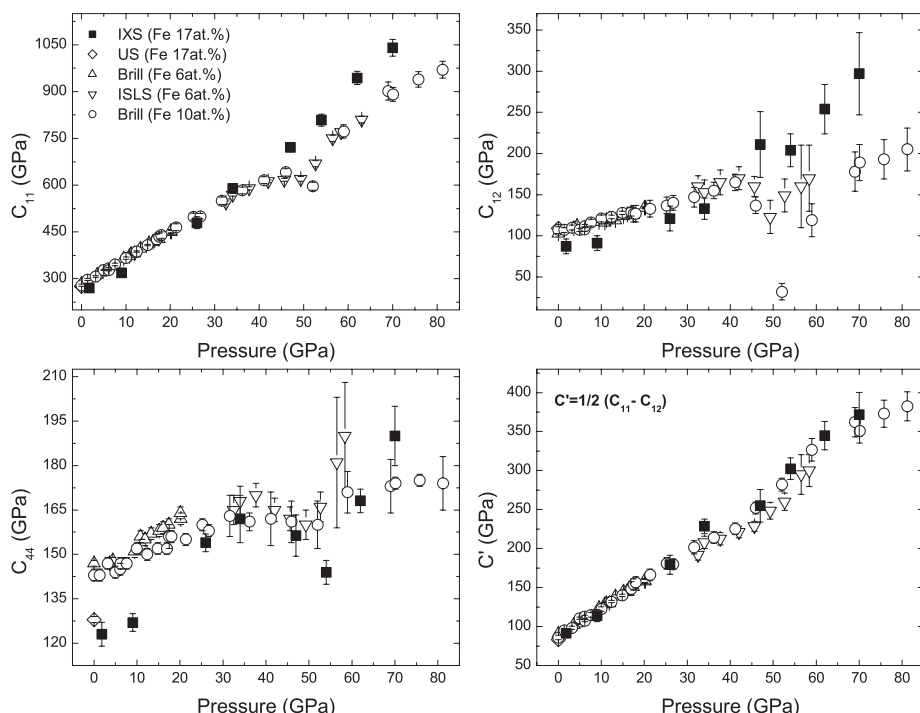 IXS (Fe 17at.%)
US (Fe 17at.%)
Brill (Fe 6at.%)
ISLS (Fe 6at.%)
Brill (Fe 10at.%)
1050
900
750
600
450
300
C11 (GPa)
0 10 20 30 40 50 60 70 80
Pressure (GPa)
350
300
250
200
150
100
50
C12 (GPa)
0 10 20 30 40 50 60 70 80
Pressure (GPa)
210
195
180
165
150
135
120
C44 (GPa)
0 10 20 30 40 50 60 70 80
Pressure (GPa)
C'=1/2 (C11- C12)
400
350
300
250
200
150
100
50
C' (GPa)
0 10 20 30 40 50 60 70 80
Pressure (GPa)